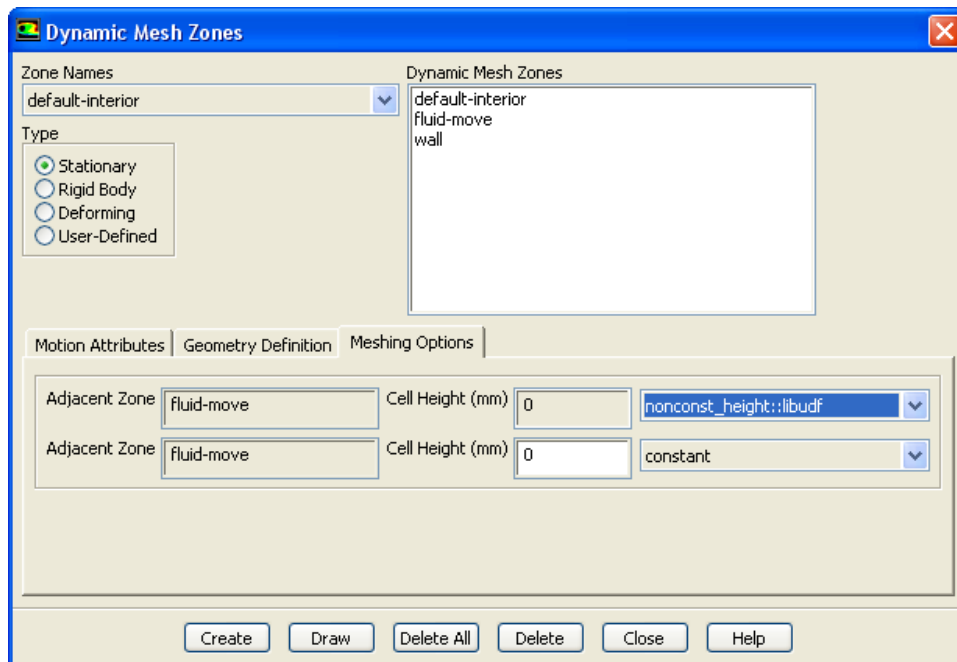 Dynamic Mesh Zones
Zone Names
default-interior
Type
Stationary
Rigid Body
Deforming
User-Defined
Dynamic Mesh Zones
default-interior
fluid-move
wall
Motion Attributes Geometry Definition Meshing Options
Adjacent Zone fluid-move Cell Height (mm) 0 nonconst_height::libudf
Adjacent Zone fluid-move Cell Height (mm) 0 constant
Create Draw Delete All Delete Close Help